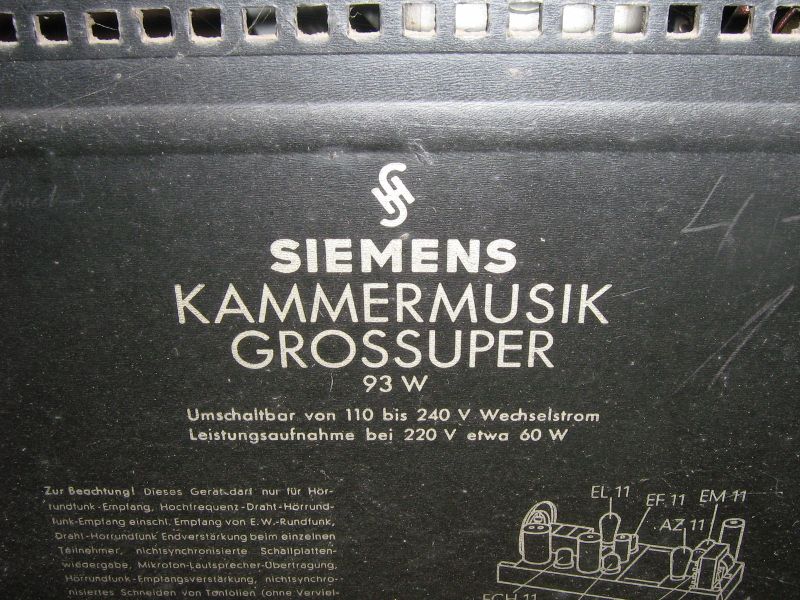 SIEMENS
KAMMERMUSIK
GROSSUPER
93 W
Umschaltbar von 110 bis 240 V Wechselstrom
Leistungsaufnahme bei 220 V etwa 60 W
Zur Beachtung! Dieses Gerät darf nur für Hör-
rundfunk-Empfang, Hochfrequenz-Draht-Hörrund-
funk-Empfang einschl. Empfang von E.W.-Rundfunk,
Draht-Hörrundfunk Endverstärkung beim einzelnen
Teilnehmer, nichtsynchronisierte Schallplatten-
wiedergabe, Mikrofon-Lautsprecher-Übertragung,
Hörrundfunk-Empfangsverstärkung, nichtsynchro-
nisiertes Schneiden von Tonfolien (ohne Verviel-
EL 11
EF 11
EM 11
AZ 11
ECH 11